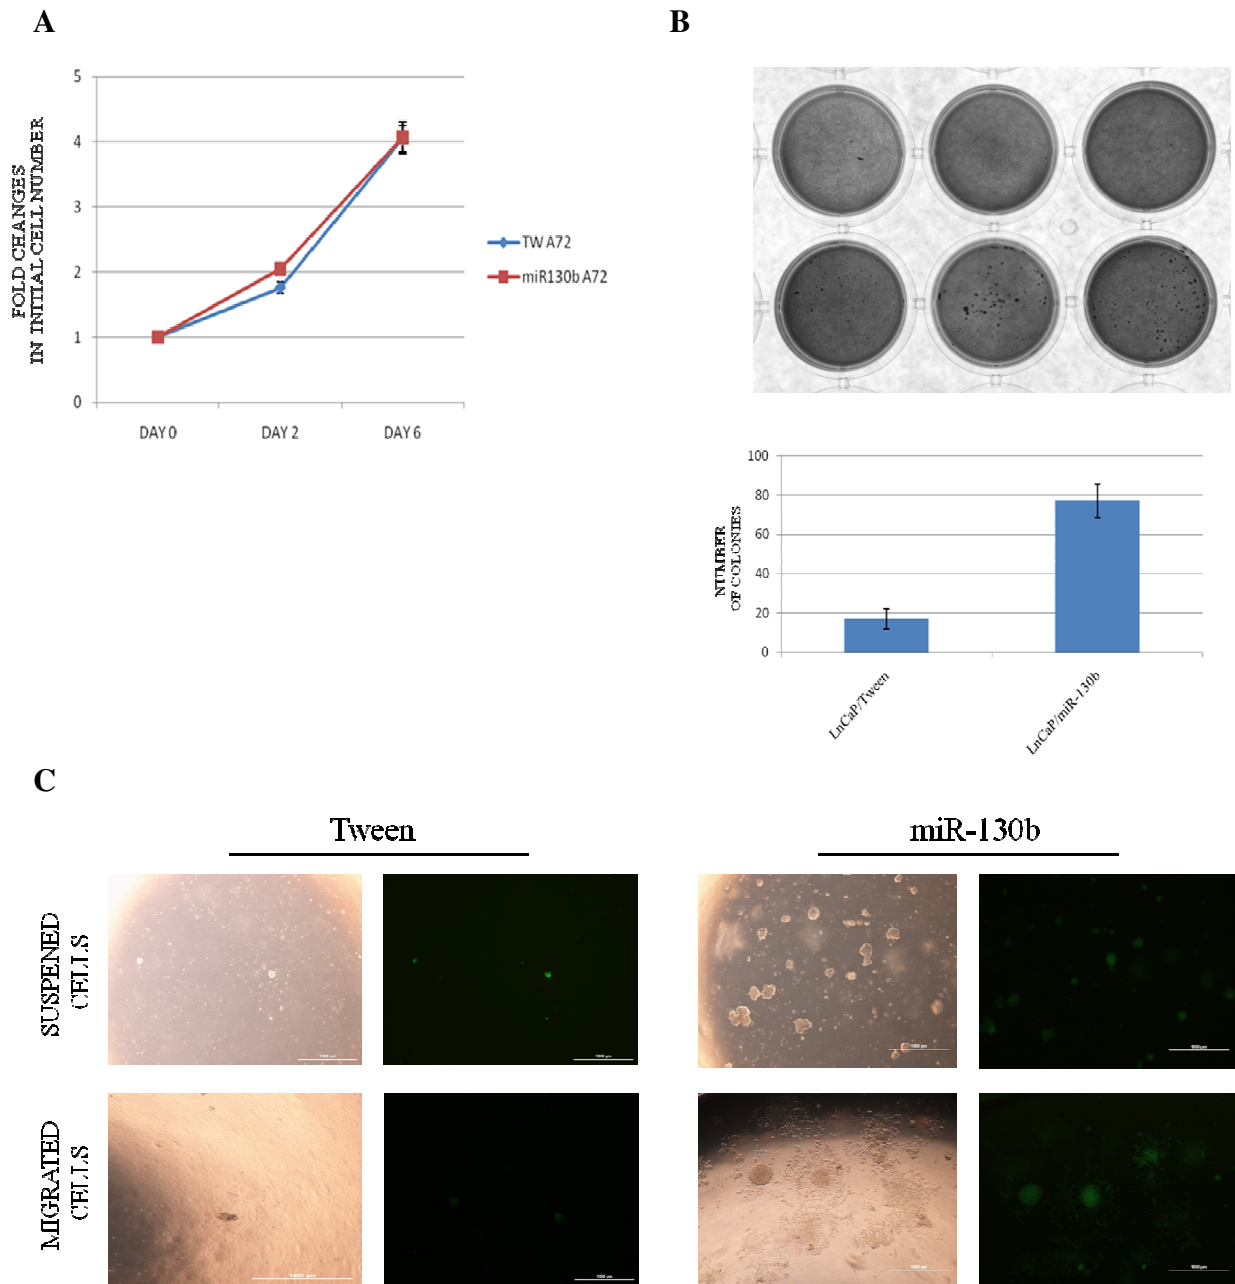 A
B
5
4
3
2
1
0
FOLD CHANGES
IN INITIAL CELL NUMBER
DAY 0
DAY 2
DAY 6
TW A72
miR130b A72
100
80
60
40
20
0
NUMBER
OF COLONIES
LnCaP/Tween
LnCaP/miR-130b
C
Tween
miR-130b
SUSPENED
CELLS
MIGRATED
CELLS